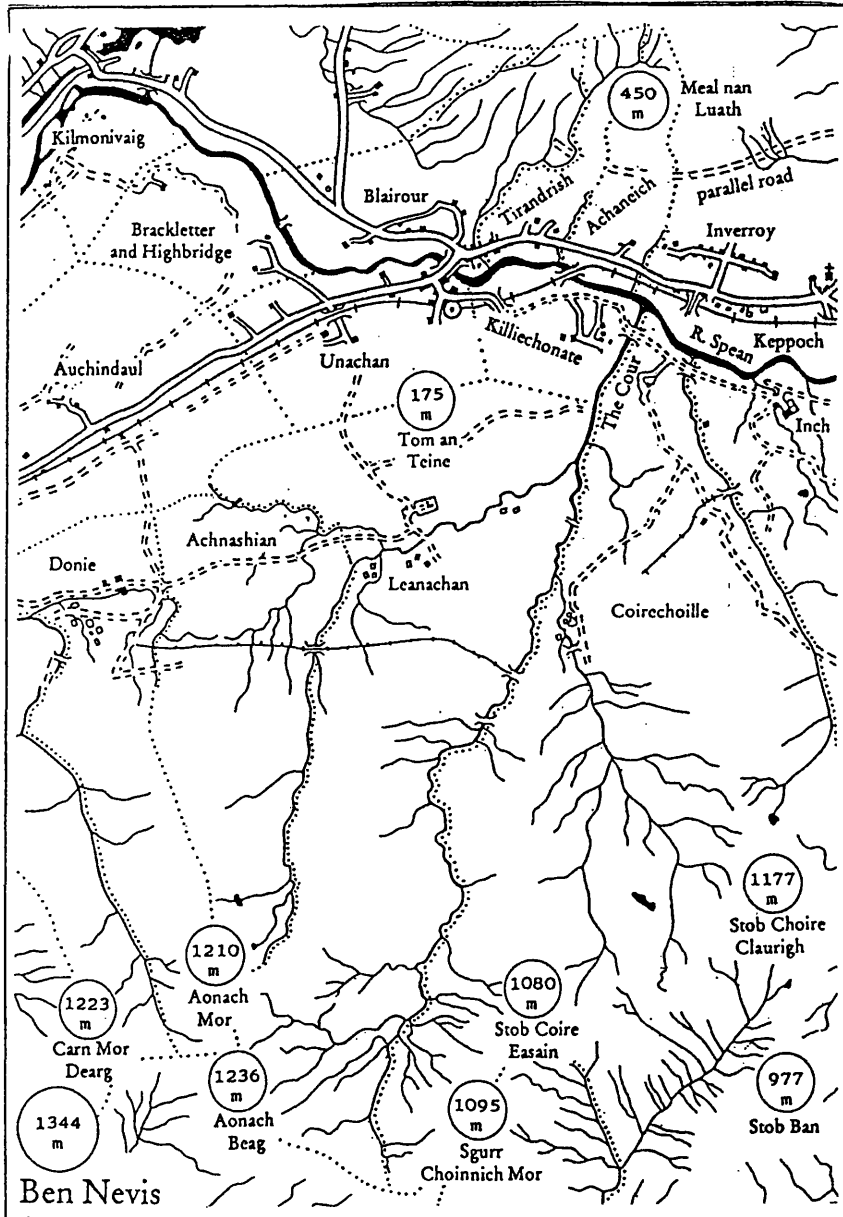 450
m
Meal nan
Luath
Kilmonivaig
parallel road
Blairour
Tirandrish
Achaneich
Brackletter
and Highbridge
Inverroy
Killiechonate
R. Spean
Keppoch
Unachan
Auchindaul
175
m
Tom an
Teine
The Cour
Inch
Achnashian
Donie
Leanachan
Coirechoille
1177
m
Stob Choire
Claurigh
1210
m
Aonach
Mor
1080
m
Stob Coire
Easain
1223
m
Carn Mor
Dearg
1236
m
Aonach
Beag
977
m
Stob Ban
1095
m
Sgurr
Choinnich Mor
1344
m
Ben Nevis